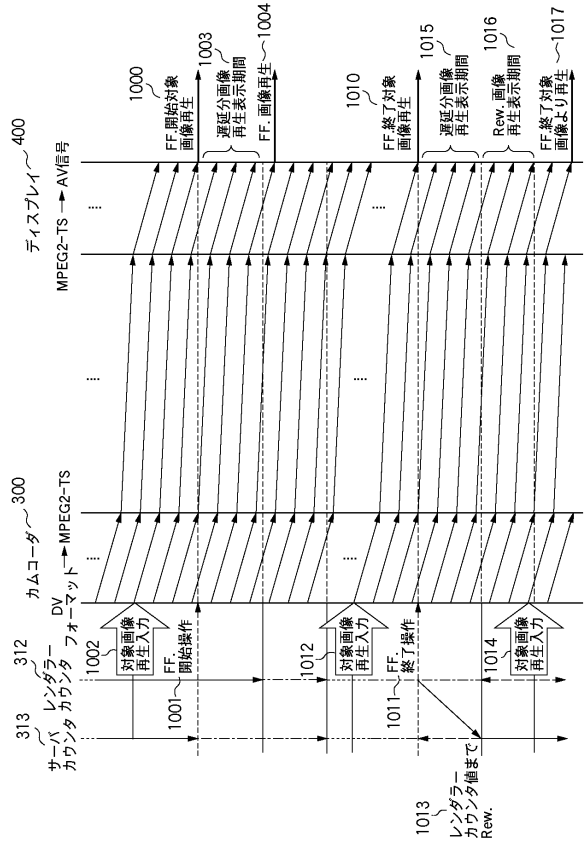 カムコーダ 300
ディスプレイ 400
313
サーバ
カウンタ
312
レンダラー
カウンタ
DV
フォーマット → MPEG2-TS
MPEG2-TS → AV信号
1002
対象画像
再生入力
1001
FF.
開始操作
1012
対象画像
再生入力
1011
FF.
終了操作
1014
対象画像
再生入力
1013
レンダラー
カウンタ値まで
Rew.
....
....
....
....
....
....
1000
FF.開始対象
画像再生
1003
遅延分画像
再生表示期間
1004
FF. 画像再生
1010
FF.終了対象
画像再生
1015
遅延分画像
再生表示期間
1016
Rew. 画像
再生表示期間
1017
FF.終了対象
画像より再生